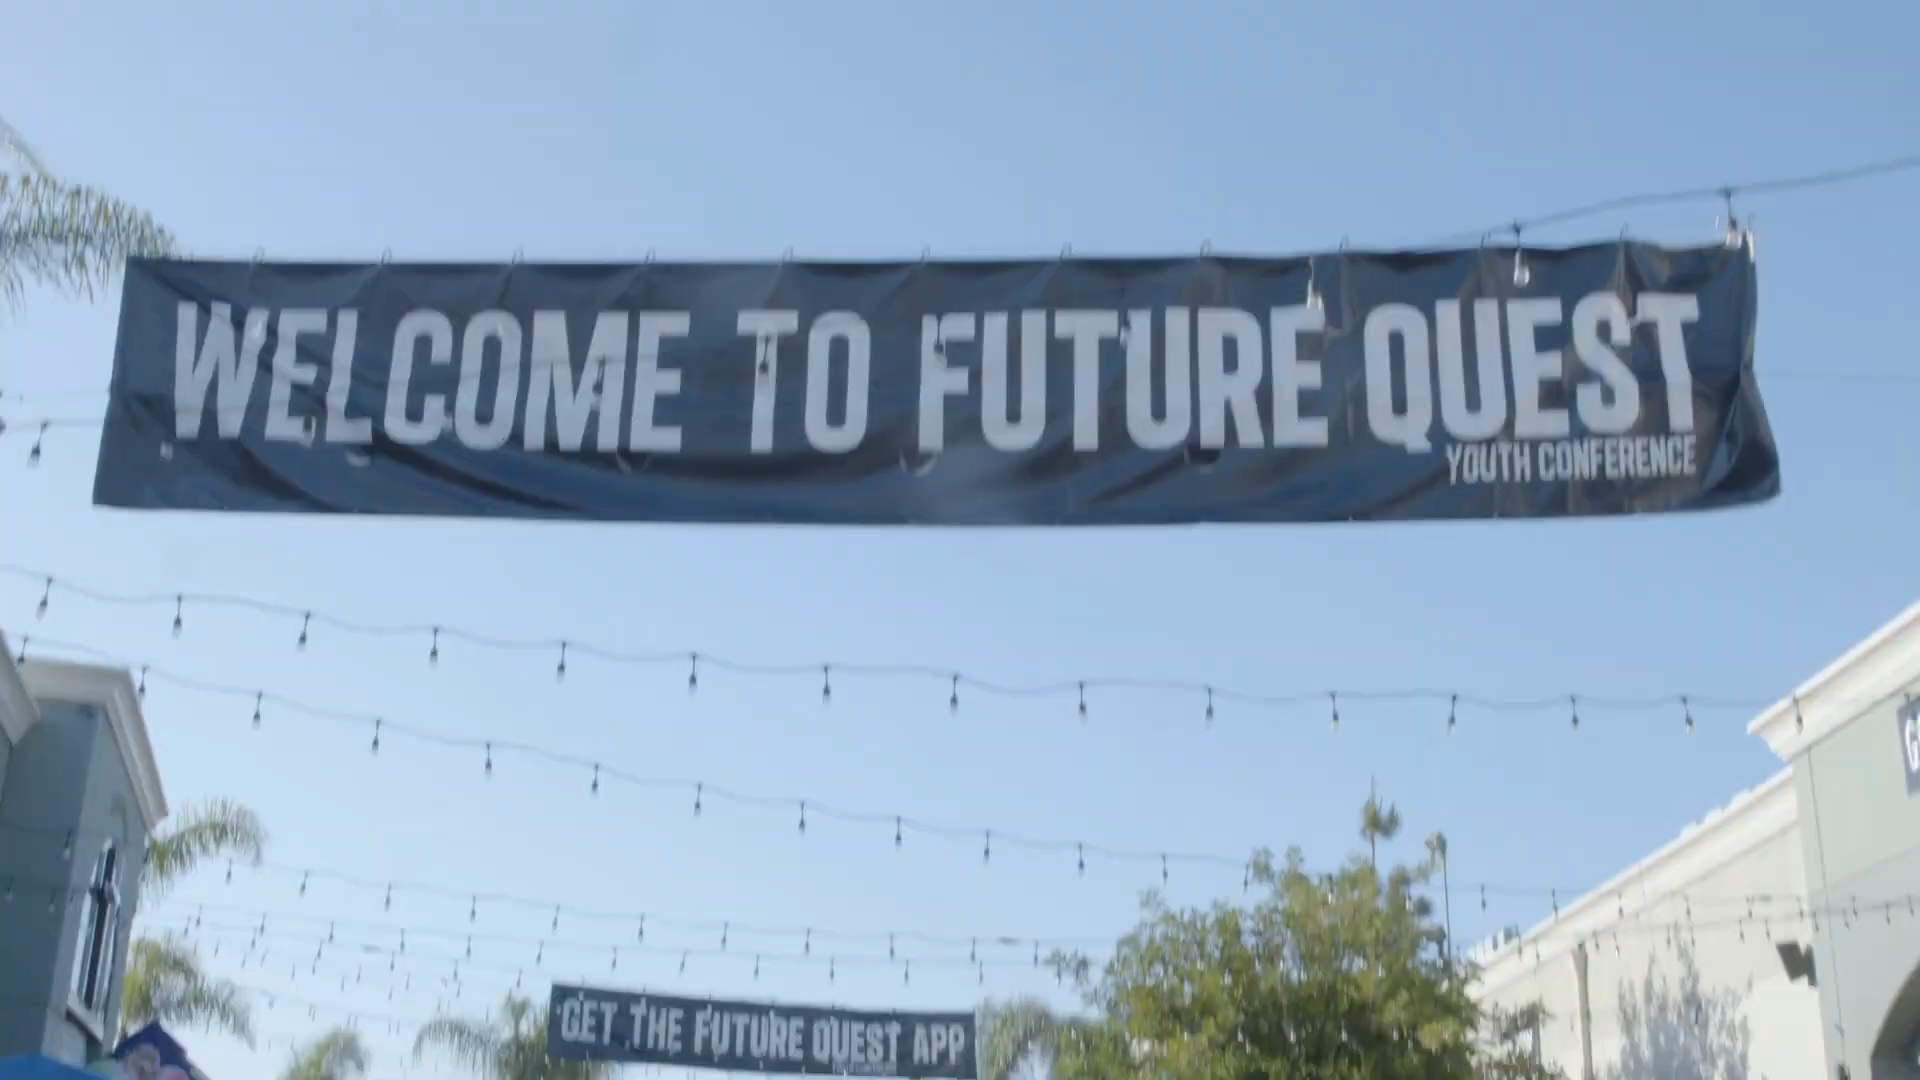 WELCOME TO FUTURE QUEST
YOUTH CONFERENCE
GET THE FUTURE QUEST APP